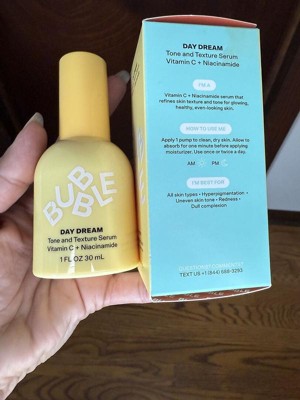 BUBBLE
DAY DREAM
Tone and Texture Serum
Vitamin C + Niacinamide
1 FL OZ 30 mL
DAY DREAM
Tone and Texture Serum
Vitamin C + Niacinamide
I'M A
Vitamin C + Niacinamide serum that
refines skin texture and tone for glowing,
healthy, even-looking skin.
HOW TO USE ME
Apply 1 pump to clean, dry skin. Allow to
absorb for one minute before applying
moisturizer. Use once or twice a day.
AM PM
I'M BEST FOR
All skin types • Hyperpigmentation •
Uneven skin tone • Redness •
Dull complexion
TEXT US +1 (844) 688-3293